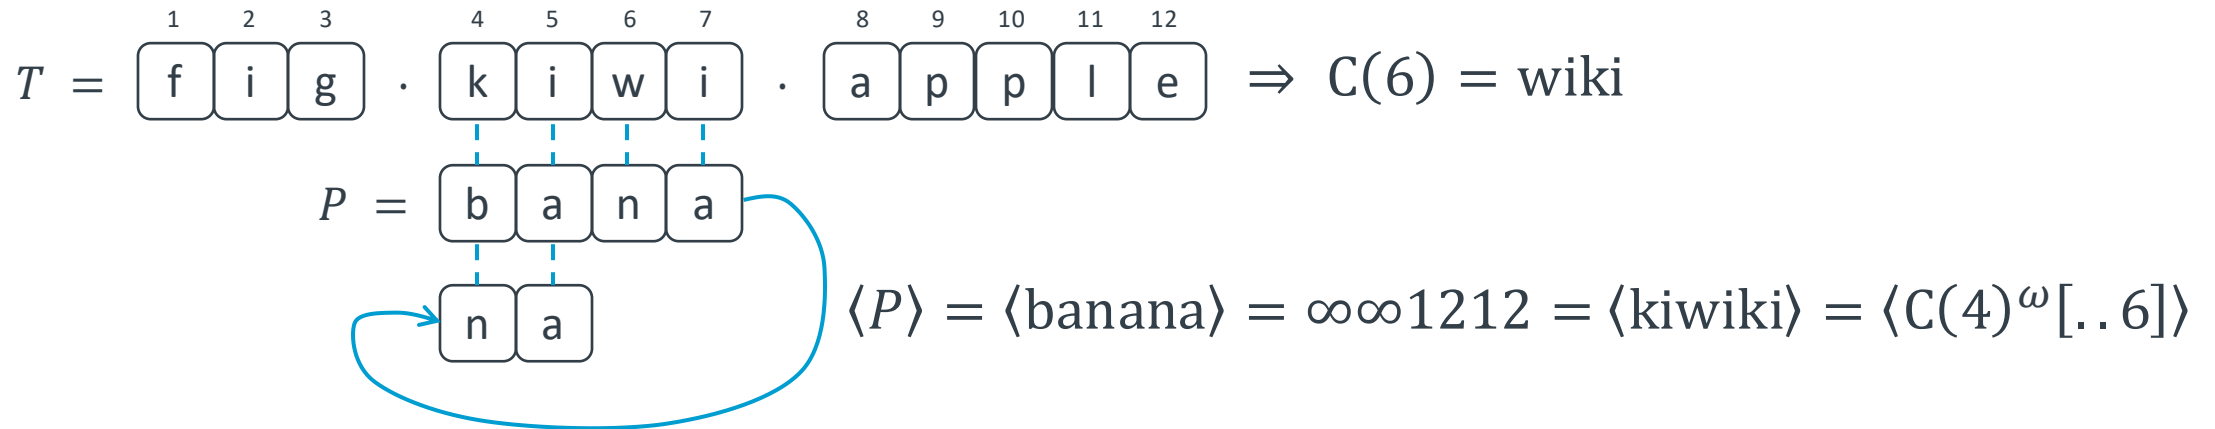 1 2 3 4 5 6 7 8 9 10 11 12
T = f i g · k i w i · a p p l e ⇒ C(6) = wiki
P = b a n a
n a ⟨P⟩ = ⟨banana⟩ = ∞∞1212 = ⟨kiwiki⟩ = ⟨C(4)^ω[..6]⟩